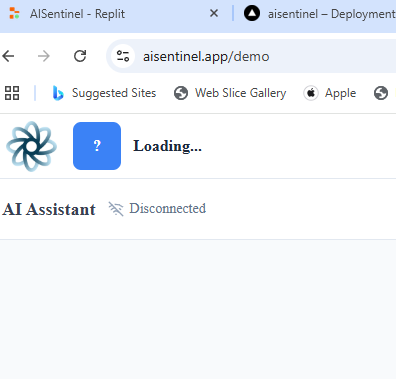 AISentinel - Replit
aisentinel – Deployment
aisentinel.app/demo
Suggested Sites
Web Slice Gallery
Apple
?
Loading...
AI Assistant
Disconnected